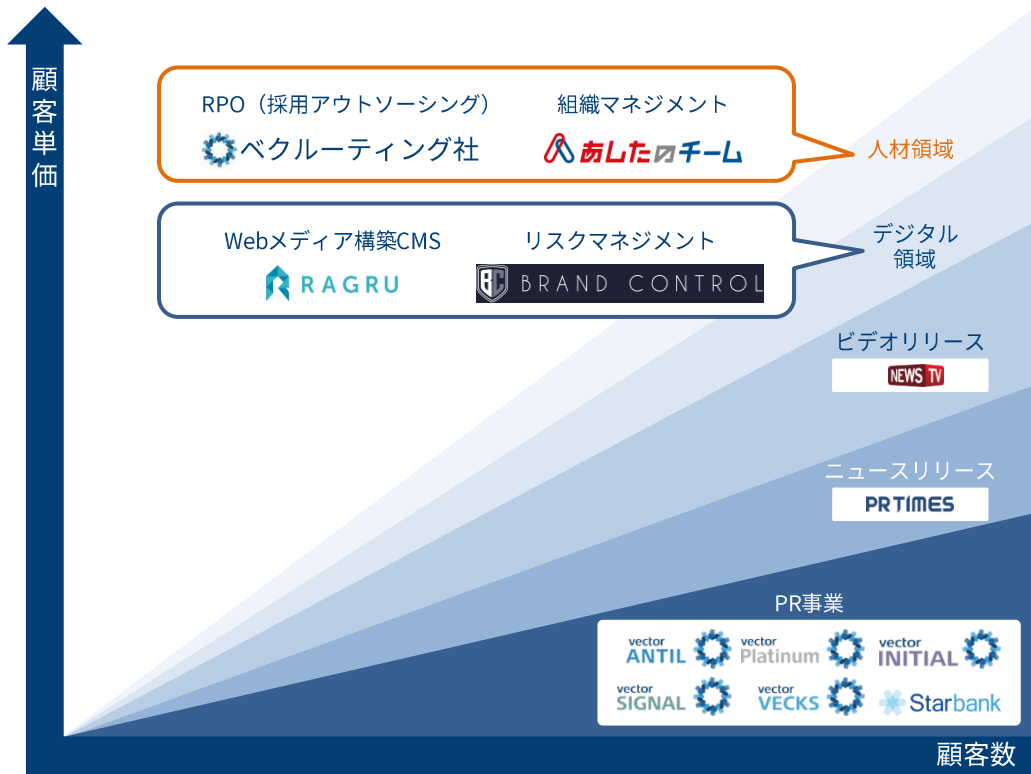 顧客単価
RPO（採用アウトソーシング）
組織マネジメント
ベクルーティング社
あしたのチーム
人材領域
Webメディア構築CMS
リスクマネジメント
RAGRU
BC BRAND CONTROL
デジタル
領域
ビデオリリース
NEWS TV
ニュースリリース
PR TIMES
PR事業
vector
ANTIL
vector
Platinum
vector
INITIAL
vector
SIGNAL
vector
VECKS
Starbank
顧客数